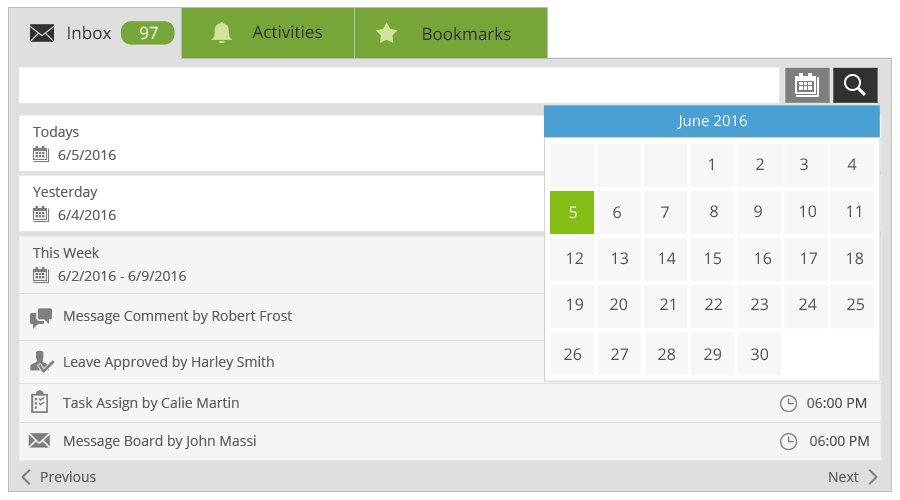 Inbox 97 Activities Bookmarks
June 2016
Todays
6/5/2016
1 2 3 4
Yesterday
6/4/2016
5 6 7 8 9 10 11
This Week
6/2/2016 - 6/9/2016
12 13 14 15 16 17 18
Message Comment by Robert Frost
19 20 21 22 23 24 25
Leave Approved by Harley Smith
26 27 28 29 30
Task Assign by Calie Martin 06:00 PM
Message Board by John Massi 06:00 PM
Previous Next